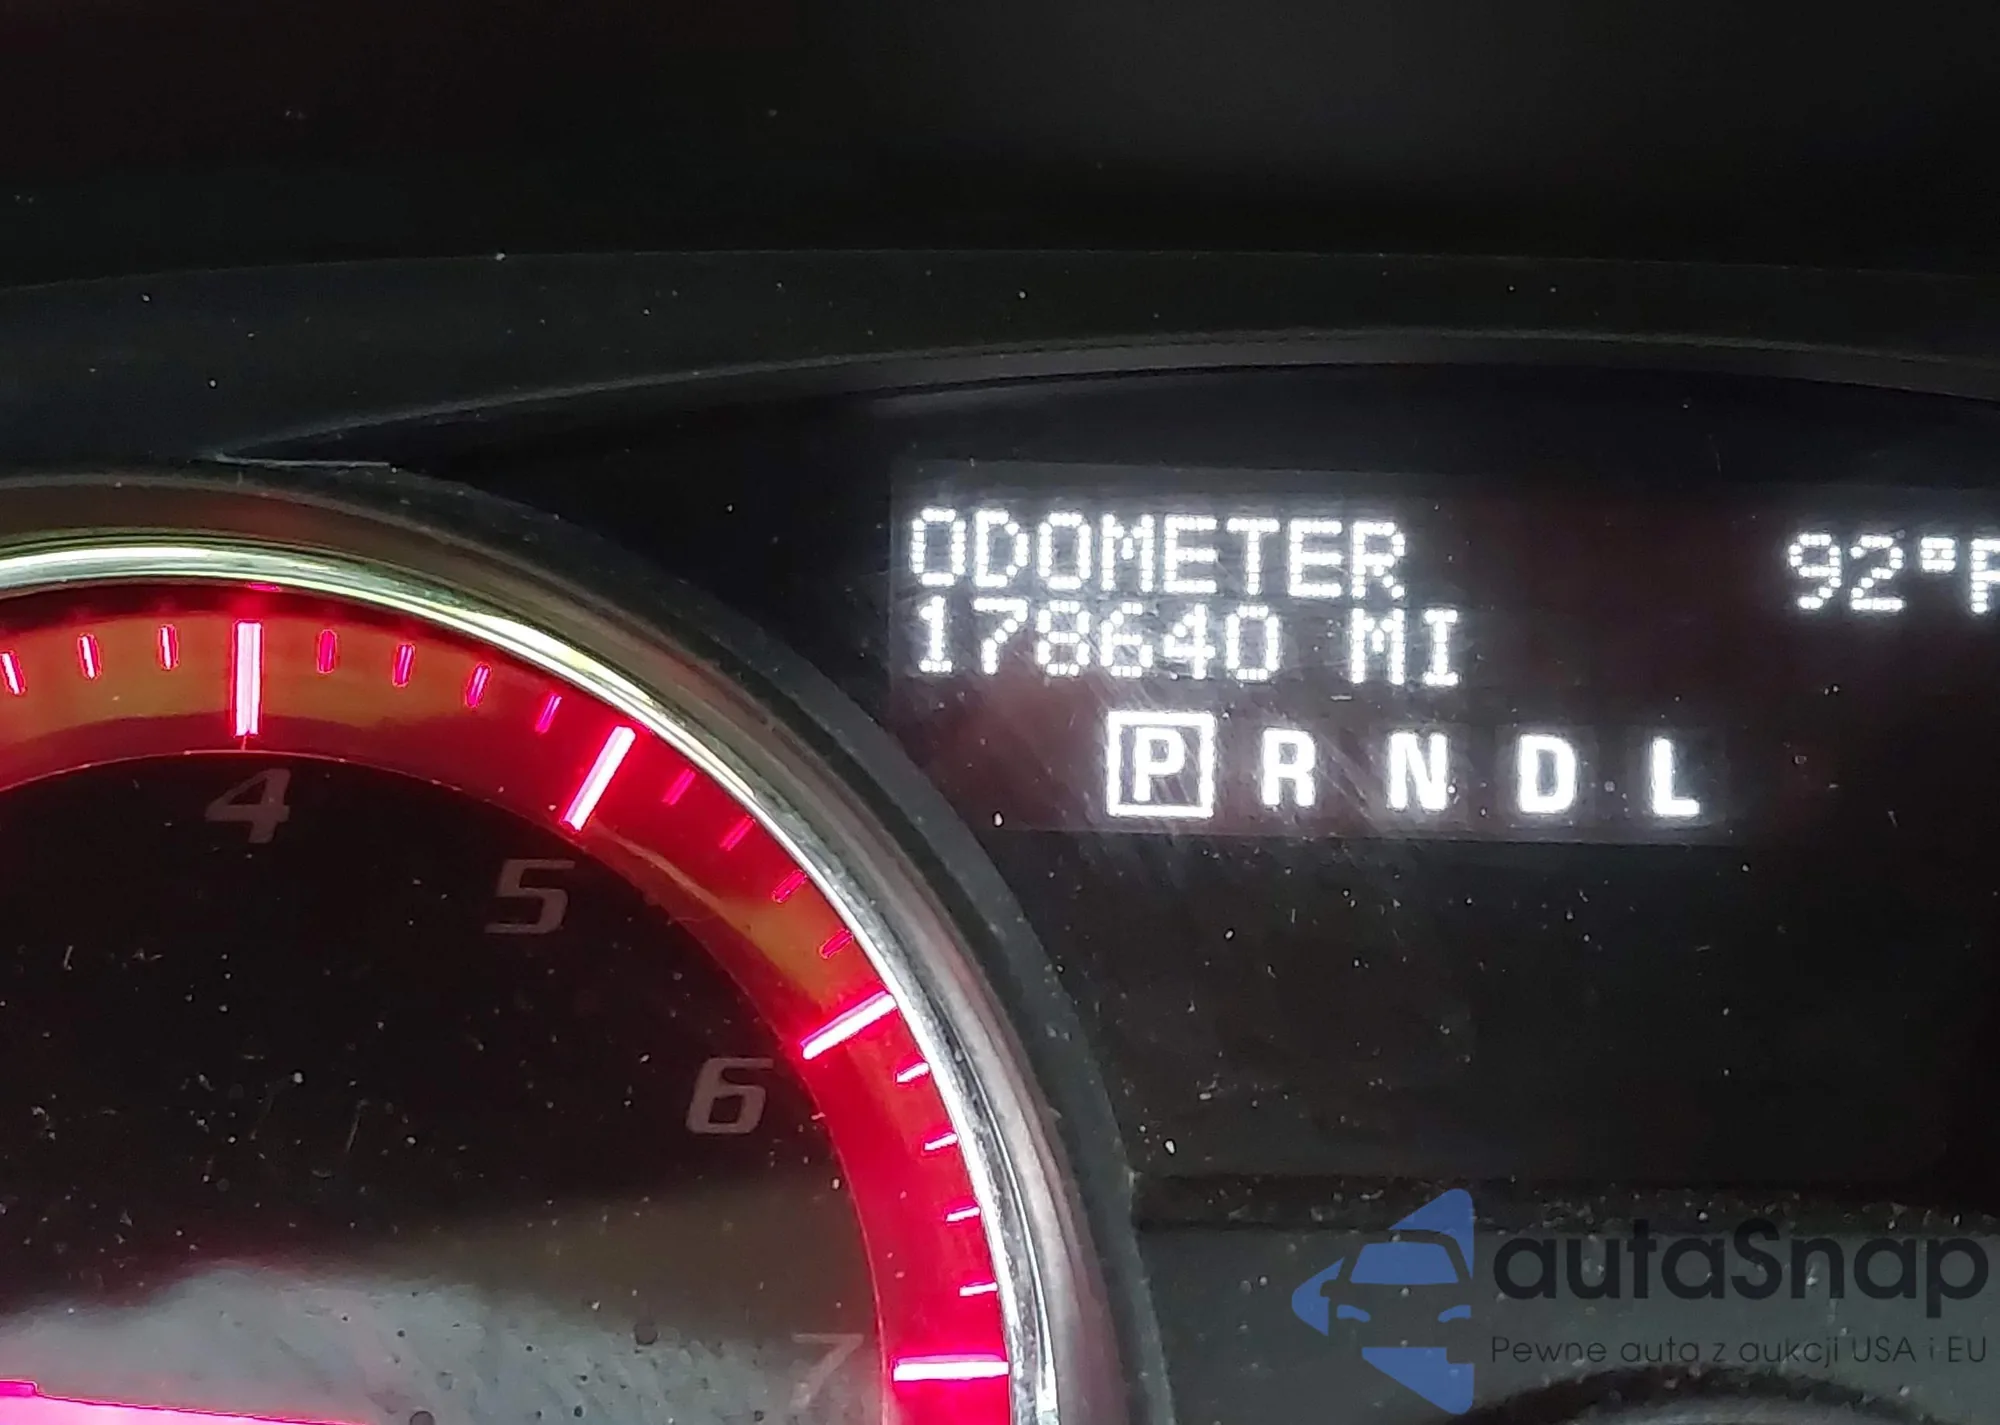 ODOMETER
178640 MI
92°F
P R N D L
4
5
6
7
autaSnap
Pewne auta z aukcji USA i EU